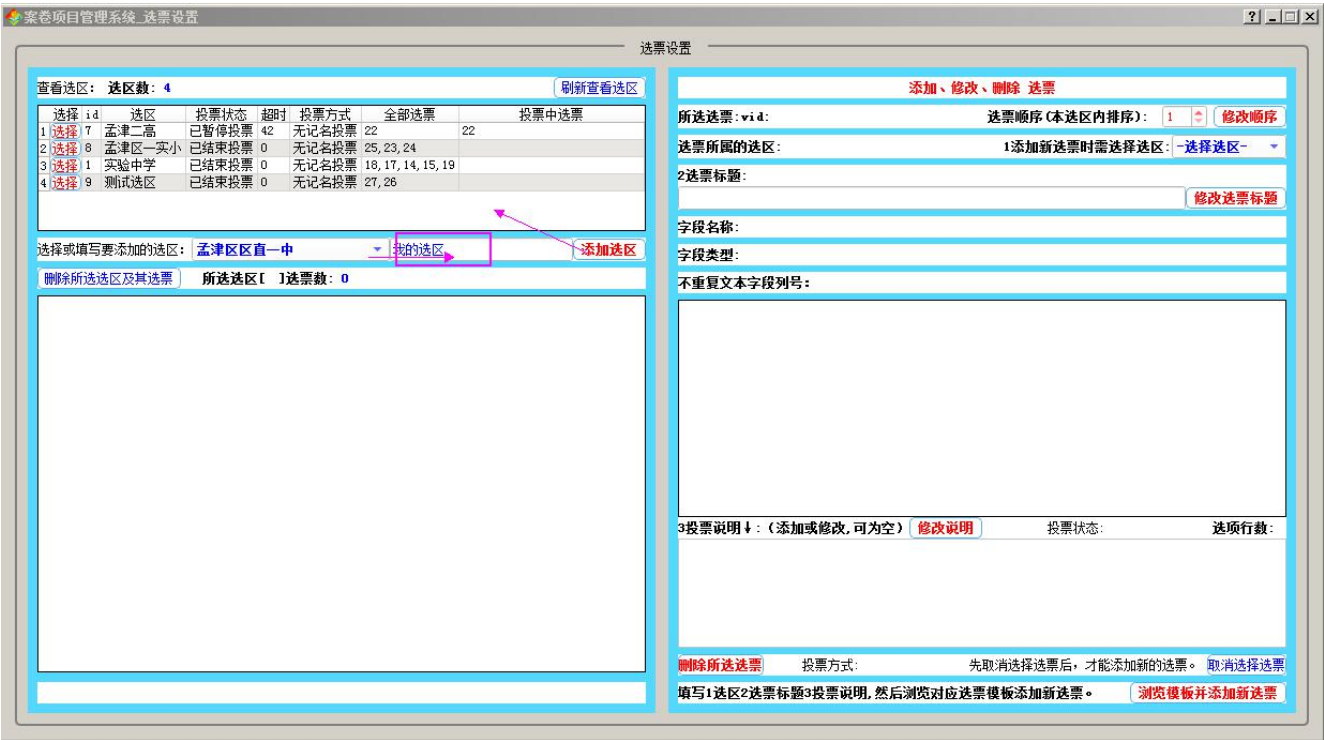 案卷项目管理系统_选票设置
选票设置
查看选区: 选区数: 4 刷新查看选区
选择 id 选区 投票状态 超时 投票方式 全部选票 投票中选票
1 选择 7 孟津二高 已暂停投票 42 无记名投票 22 22
2 选择 8 孟津区一实小 已结束投票 0 无记名投票 25,23,24
3 选择 1 实验中学 已结束投票 0 无记名投票 18,17,14,15,19
4 选择 9 测试选区 已结束投票 0 无记名投票 27,26
选择或填写要添加的选区: 孟津区区直一中 我的选区 添加选区
删除所选选区及其选票 所选选区[ ]选票数: 0
添加、修改、删除 选票
所选选票:vid: 选票顺序(本选区内排序): 1 修改顺序
选票所属的选区: 1添加新选票时需选择选区: -选择选区-
2选票标题:
修改选票标题
字段名称:
字段类型:
不重复文本字段列号:
3投票说明↓:(添加或修改,可为空) 修改说明 投票状态: 选项行数:
删除所选选票 投票方式: 先取消选择选票后，才能添加新的选票。 取消选择选票
填写1选区2选票标题3投票说明,然后浏览对应选票模板添加新选票。 浏览模板并添加新选票